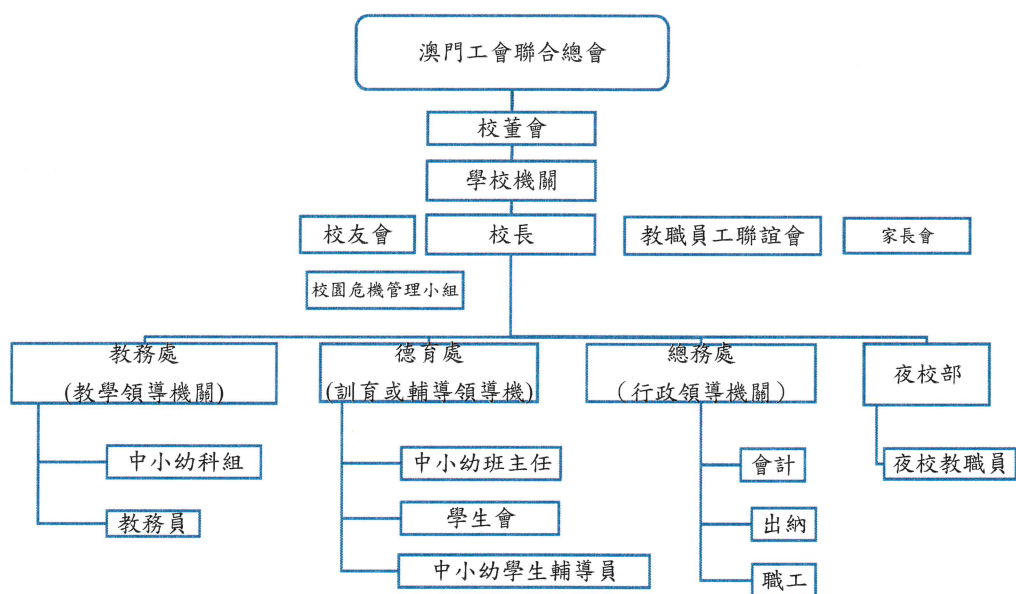 澳門工會聯合總會
校董會
學校機關
校友會
校長
教職員工聯誼會
家長會
校園危機管理小組
教務處
(教學領導機關)
德育處
(訓育或輔導領導機)
總務處
（行政領導機關）
夜校部
中小幼科組
教務員
中小幼班主任
學生會
中小幼學生輔導員
會計
出納
職工
夜校教職員